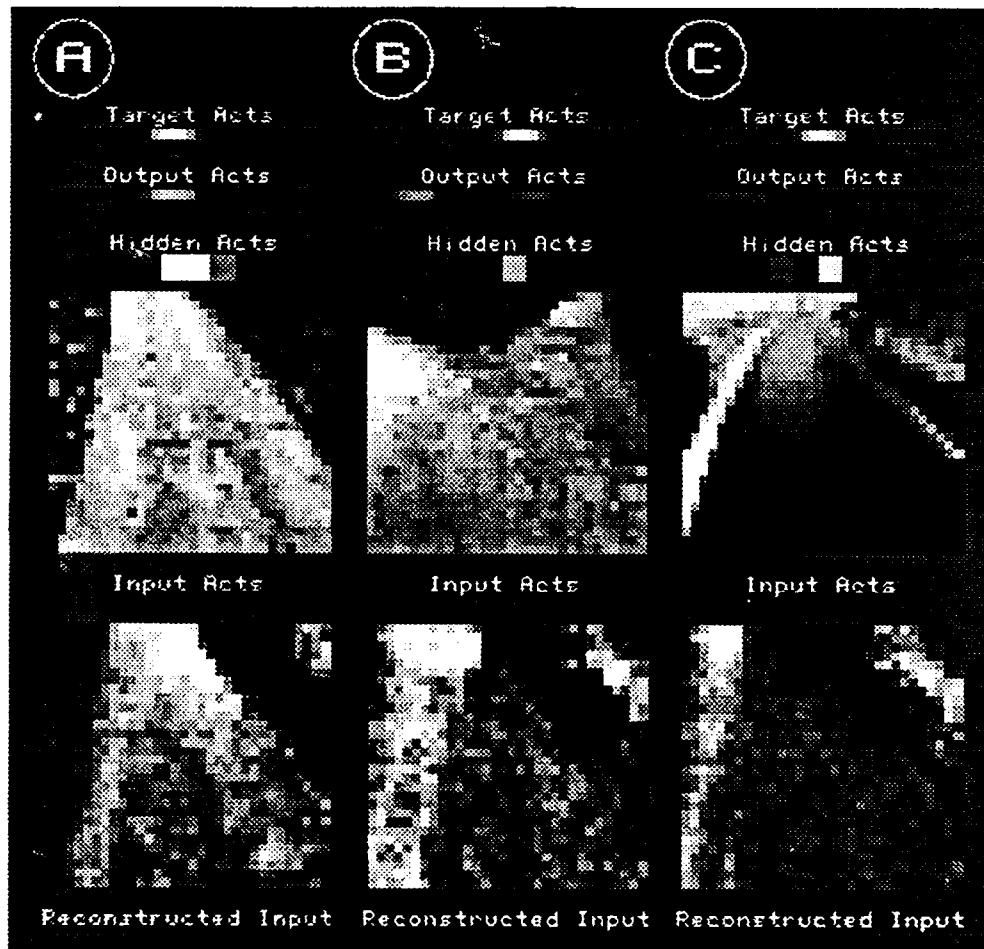 A
Target Acts
Output Acts
Hidden Acts
Input Acts
Reconstructed Input
B
Target Acts
Output Acts
Hidden Acts
Input Acts
Reconstructed Input
C
Target Acts
Output Acts
Hidden Acts
Input Acts
Reconstructed Input